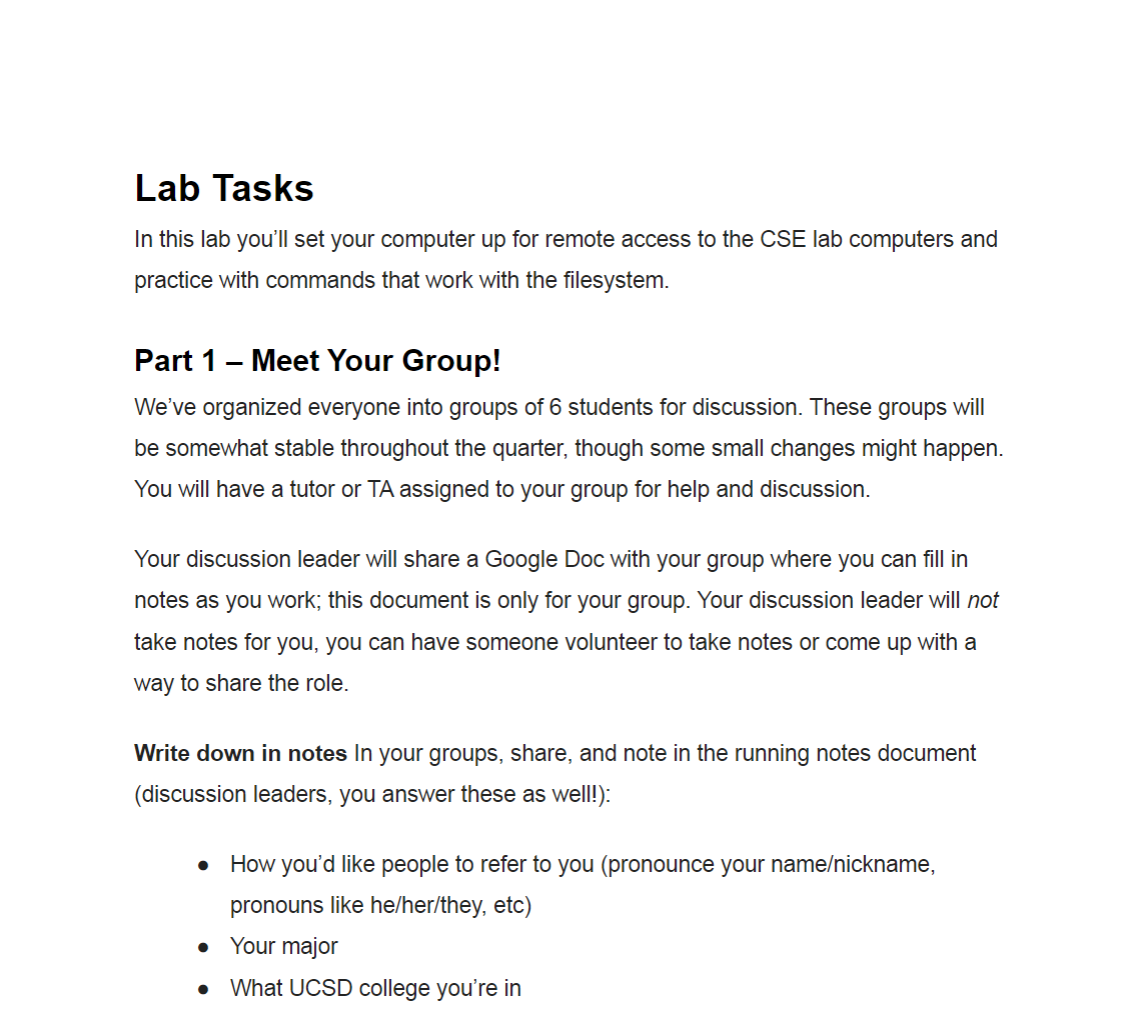 Lab Tasks
In this lab you’ll set your computer up for remote access to the CSE lab computers and
practice with commands that work with the filesystem.
Part 1 – Meet Your Group!
We’ve organized everyone into groups of 6 students for discussion. These groups will
be somewhat stable throughout the quarter, though some small changes might happen.
You will have a tutor or TA assigned to your group for help and discussion.
Your discussion leader will share a Google Doc with your group where you can fill in
notes as you work; this document is only for your group. Your discussion leader will not
take notes for you, you can have someone volunteer to take notes or come up with a
way to share the role.
Write down in notes In your groups, share, and note in the running notes document
(discussion leaders, you answer these as well!):
● How you’d like people to refer to you (pronounce your name/nickname,
pronouns like he/her/they, etc)
● Your major
● What UCSD college you’re in